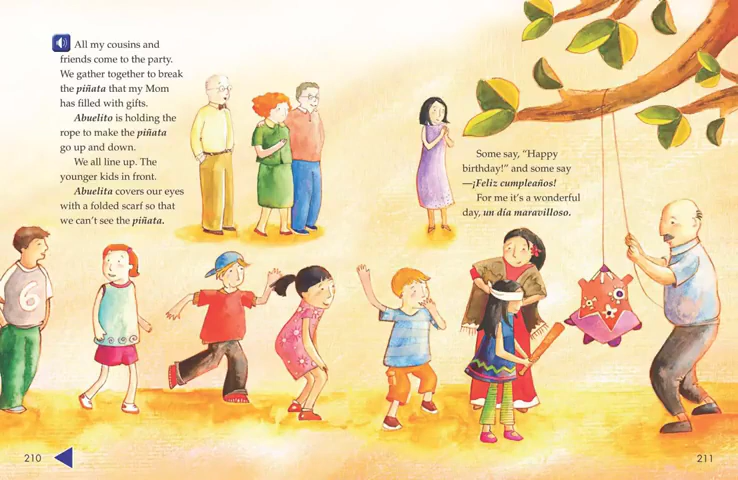 All my cousins and
friends come to the party.
We gather together to break
the piñata that my Mom
has filled with gifts.
Abuelito is holding the
rope to make the piñata
go up and down.
We all line up. The
younger kids in front.
Abuelita covers our eyes
with a folded scarf so that
we can't see the piñata.
Some say, “Happy
birthday!” and some say
—¡Feliz cumpleaños!
For me it's a wonderful
day, un día maravilloso.
6
210
211